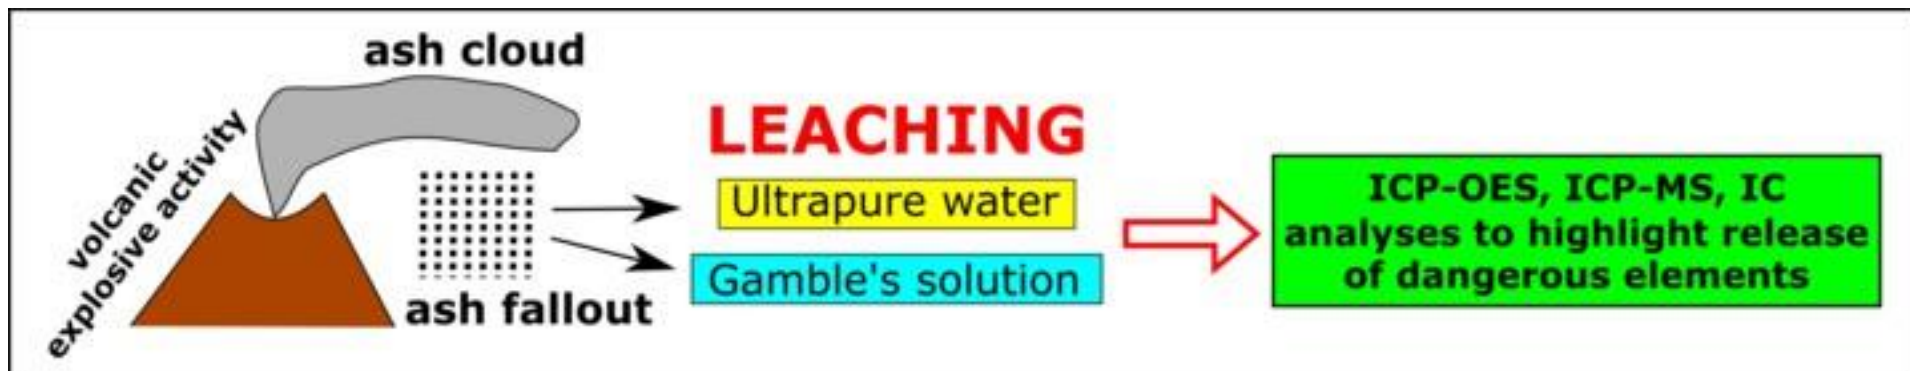 ash cloud
volcanic
explosive activity
ash fallout
LEACHING
Ultrapure water
Gamble's solution
ICP-OES, ICP-MS, IC
analyses to highlight release
of dangerous elements